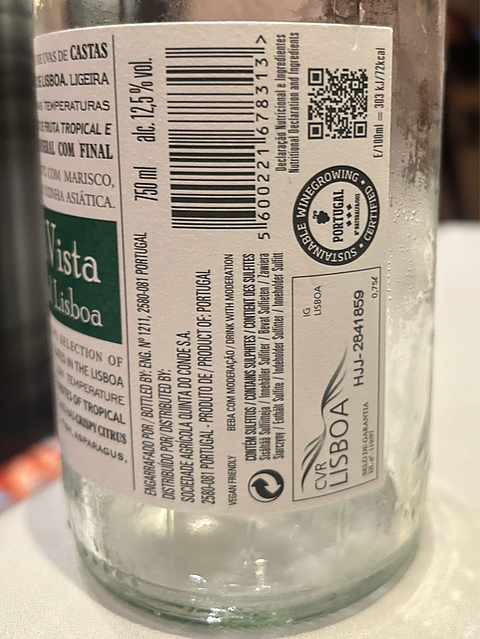 UVAS DE CASTAS
LISBOA. LIGEIRA
TEMPERATURAS
FRUTA TROPICAL E
COM FINAL
COM MARISCO,
ASIÁTICA.
Vista
Lisboa
SELECTION OF
IN THE LISBOA
TEMPERATURE
OF TROPICAL
CRISPY CITRUS
ASPARAGUS,
750 ml alc. 12,5% vol.
5 600221 678313 >
Declaração Nutricional e Ingredientes
Nutritional Declaration and Ingredients
E/100ml = 303 kJ/72kcal
ENGARRAFADO POR / BOTTLED BY: ENG. Nº 1211, 2580-081 PORTUGAL
DISTRIBUÍDO POR/DISTRIBUTED BY:
SOCIEDADE AGRÍCOLA QUINTA DO CONDE S.A.
2580-081 PORTUGAL - PRODUTO DE / PRODUCT OF: PORTUGAL
VEGAN FRIENDLY BEBA COM MODERAÇÃO / DRINK WITH MODERATION
CONTÉM SULFITOS / CONTAINS SULPHITES / CONTIENT DES SULFITES
SUSTAINABLE WINEGROWING • CERTIFIED •
PORTUGAL
IG
LISBOA
CVR
LISBOA
HJJ-2841859
0,75ℓ
SELO DE GARANTIA